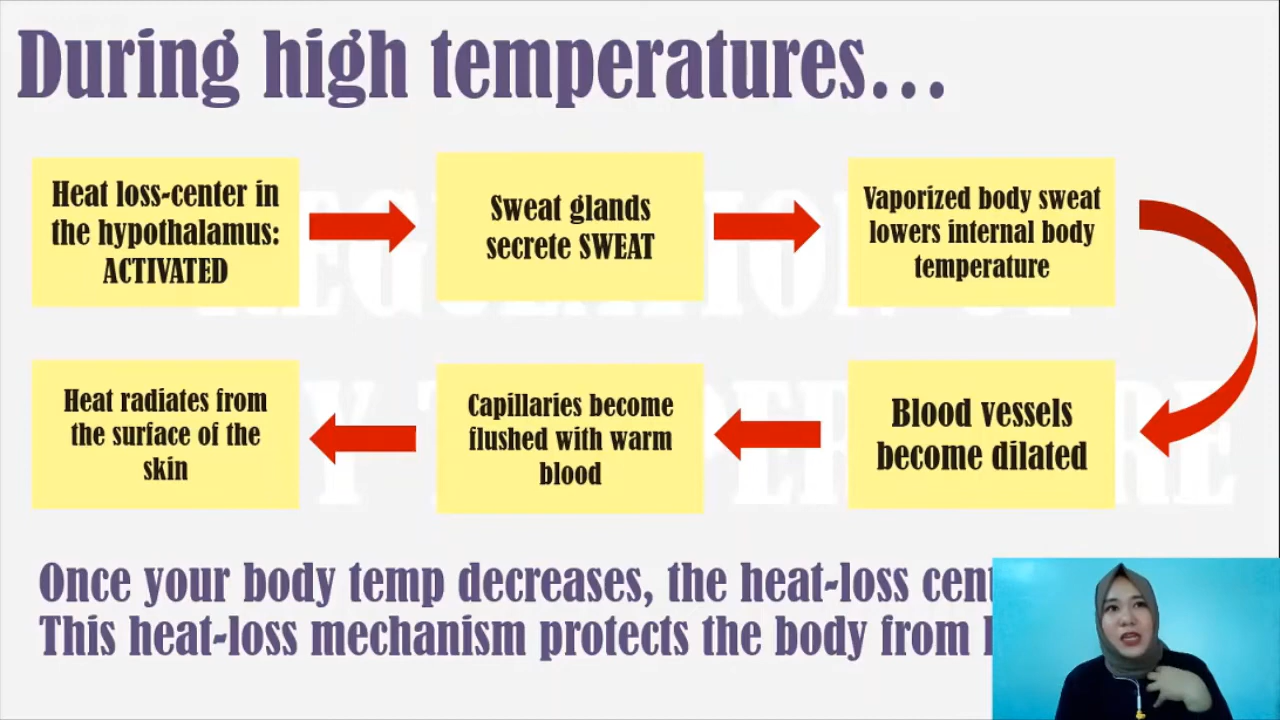 During high temperatures...
Heat loss-center in
the hypothalamus:
ACTIVATED
Sweat glands
secrete SWEAT
Vaporized body sweat
lowers internal body
temperature
Blood vessels
become dilated
Capillaries become
flushed with warm
blood
Heat radiates from
the surface of the
skin
Once your body temp decreases, the heat-loss
This heat-loss mechanism protects the body from